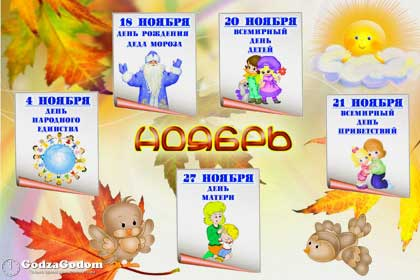 18 НОЯБРЯ
ДЕНЬ РОЖДЕНИЯ
ДЕДА МОРОЗА
20 НОЯБРЯ
ВСЕМИРНЫЙ
ДЕНЬ
ДЕТЕЙ
4 НОЯБРЯ
ДЕНЬ
НАРОДНОГО
ЕДИНСТВА
НОЯБРЬ
21 НОЯБРЯ
ВСЕМИРНЫЙ
ДЕНЬ
ПРИВЕТСТВИЙ
27 НОЯБРЯ
ДЕНЬ
МАТЕРИ
GodzaGodom